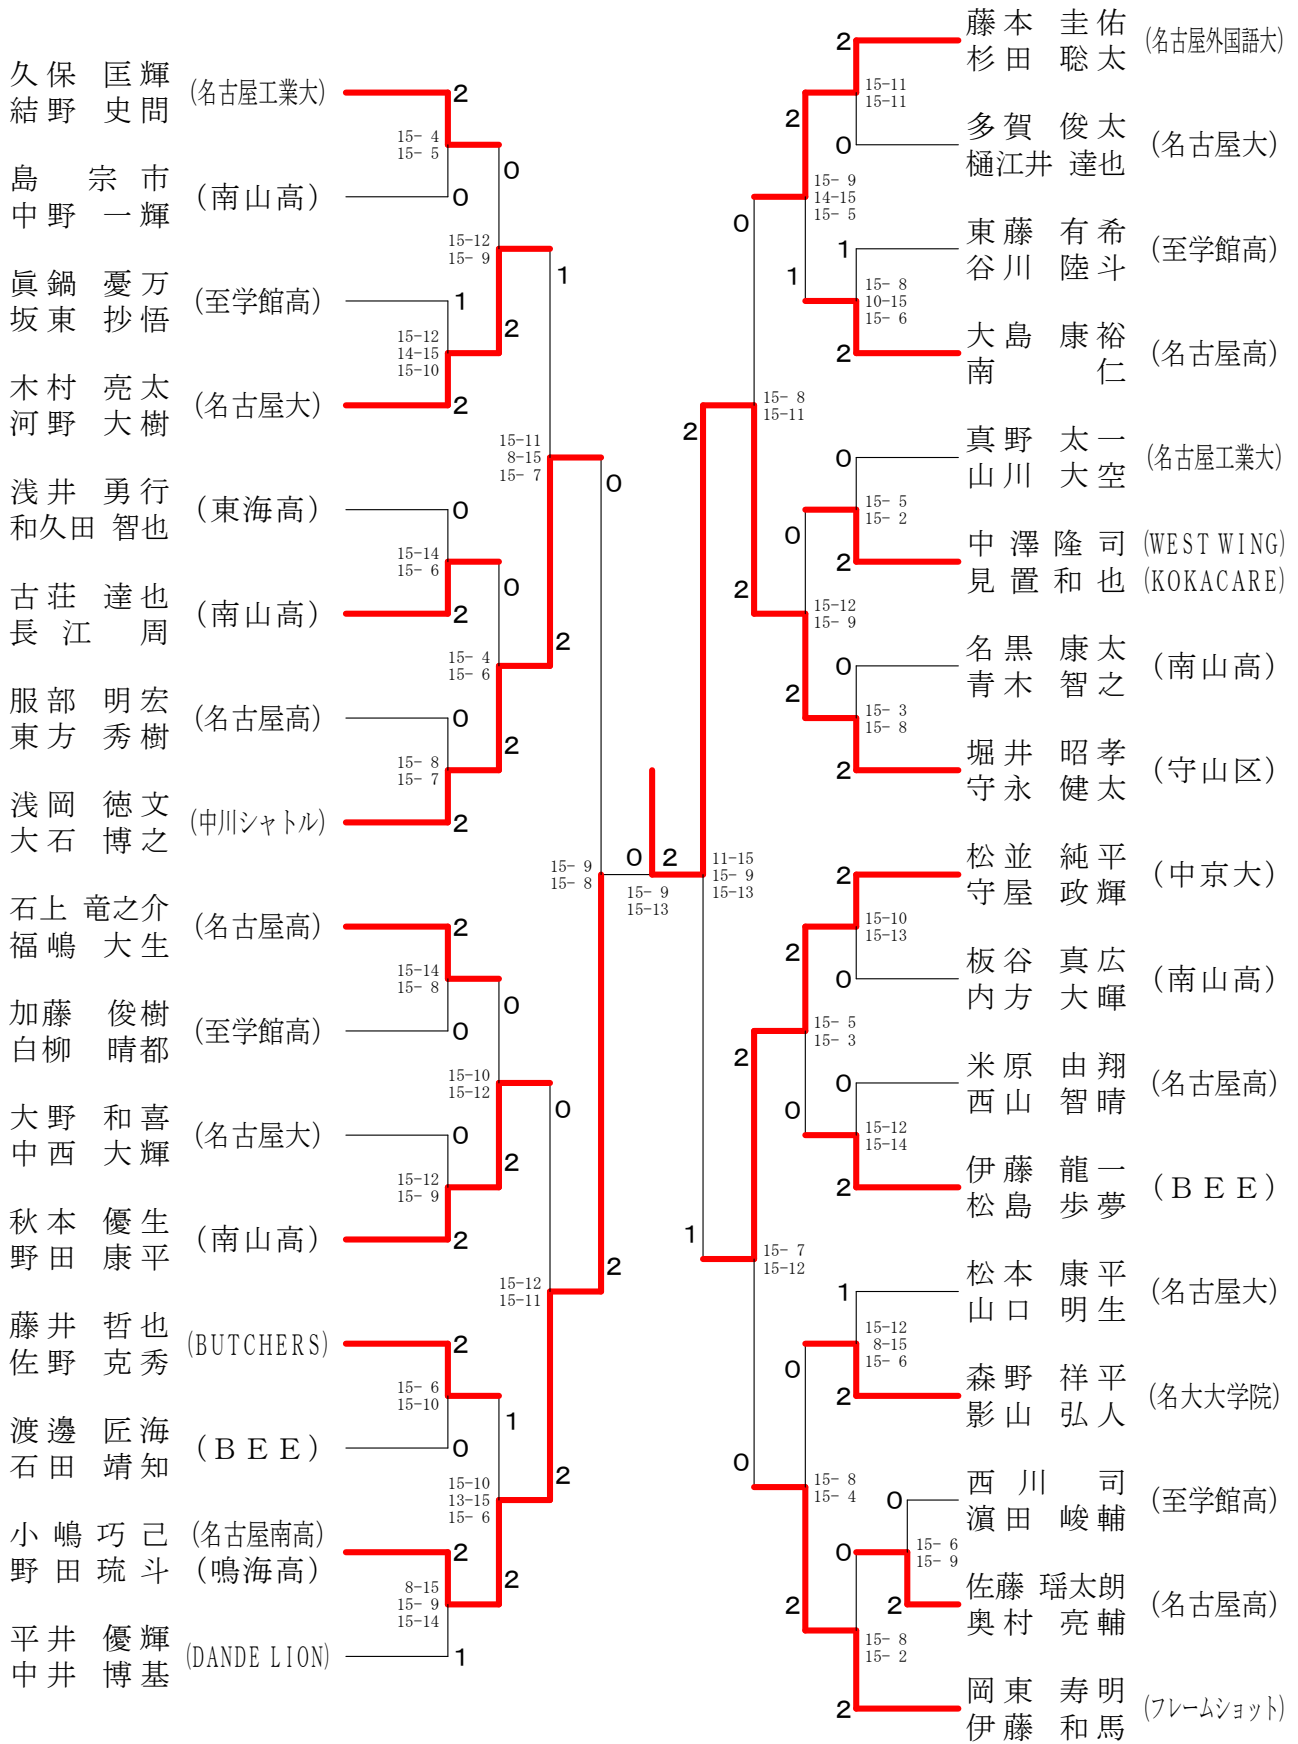 久保 匡輝
結野 史問
(名古屋工業大)
2
15- 4
15- 5
0
島 宗市
中野 一輝
(南山高)
0
15-12
15- 9
1
眞鍋 憂万
坂東 抄悟
(至学館高)
1
15-12
14-15
15-10
2
木村 亮太
河野 大樹
(名古屋大)
2
15-11
8-15
15- 7
0
浅井 勇行
和久田 智也
(東海高)
0
15-14
15- 6
0
古荘 達也
長江 周
(南山高)
2
15- 4
15- 6
2
服部 明宏
東方 秀樹
(名古屋高)
0
15- 8
15- 7
2
浅岡 徳文
大石 博之
(中川シャトル)
2
15- 9
15- 8
0
2
15- 9
15-13
石上 竜之介
福嶋 大生
(名古屋高)
2
15-14
15- 8
0
加藤 俊樹
白柳 晴都
(至学館高)
0
15-10
15-12
0
大野 和喜
中西 大輝
(名古屋大)
0
15-12
15- 9
2
秋本 優生
野田 康平
(南山高)
2
15-12
15-11
2
藤井 哲也
佐野 克秀
(BUTCHERS)
2
15- 6
15-10
1
渡邊 匠海
石田 靖知
(BEE)
0
15-10
13-15
15- 6
2
小嶋巧己
野田琉斗
(名古屋南高)
(鳴海高)
2
8-15
15- 9
15-14
2
平井 優輝
中井 博基
(DANDE LION)
1
2
藤本 圭佑
杉田 聡太
(名古屋外国語大)
15-11
15-11
2
0
多賀 俊太
樋江井 達也
(名古屋大)
15- 9
14-15
15- 5
0
1
東藤 有希
谷川 陸斗
(至学館高)
15- 8
10-15
15- 6
1
2
大島 康裕
南 仁
(名古屋高)
15- 8
15-11
2
0
真野 太一
山川 大空
(名古屋工業大)
15- 5
15- 2
0
2
中澤隆司
見置和也
(WEST WING)
(KOKACARE)
15-12
15- 9
2
0
名黒 康太
青木 智之
(南山高)
15- 3
15- 8
2
2
堀井 昭孝
守永 健太
(守山区)
11-15
15- 9
15-13
2
松並 純平
守屋 政輝
(中京大)
15-10
15-13
2
0
板谷 真広
内方 大暉
(南山高)
15- 5
15- 3
2
0
米原 由翔
西山 智晴
(名古屋高)
15-12
15-14
0
2
伊藤 龍一
松島 歩夢
(BEE)
15- 7
15-12
1
1
松本 康平
山口 明生
(名古屋大)
15-12
8-15
15- 6
0
2
森野 祥平
影山 弘人
(名大大学院)
15- 8
15- 4
0
0
西川 司
濵田 峻輔
(至学館高)
15- 6
15- 9
0
2
佐藤 瑶太朗
奥村 亮輔
(名古屋高)
15- 8
15- 2
2
2
岡東 寿明
伊藤 和馬
(フレームショット)